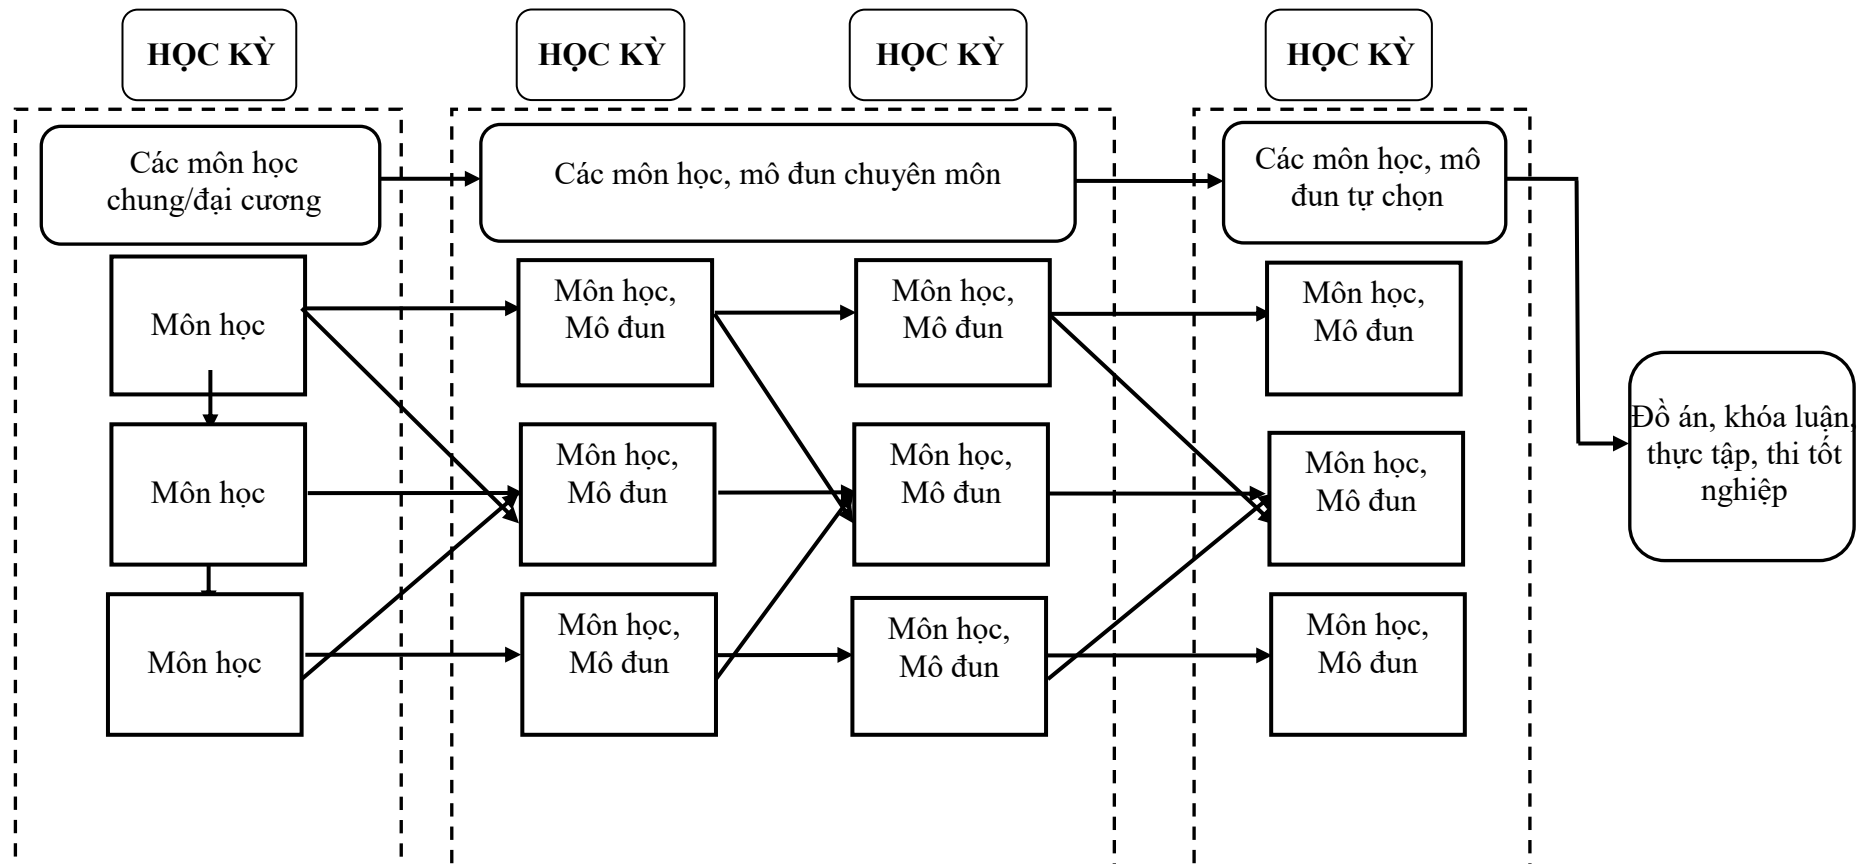 HỌC KỲ
HỌC KỲ
HỌC KỲ
HỌC KỲ
Các môn học
chung/đại cương
Các môn học, mô đun chuyên môn
Các môn học, mô
đun tự chọn
Môn học
Môn học,
Mô đun
Môn học,
Mô đun
Môn học,
Mô đun
Môn học
Môn học,
Mô đun
Môn học,
Mô đun
Môn học,
Mô đun
Môn học
Môn học,
Mô đun
Môn học,
Mô đun
Môn học,
Mô đun
Đồ án, khóa luận,
thực tập, thi tốt
nghiệp